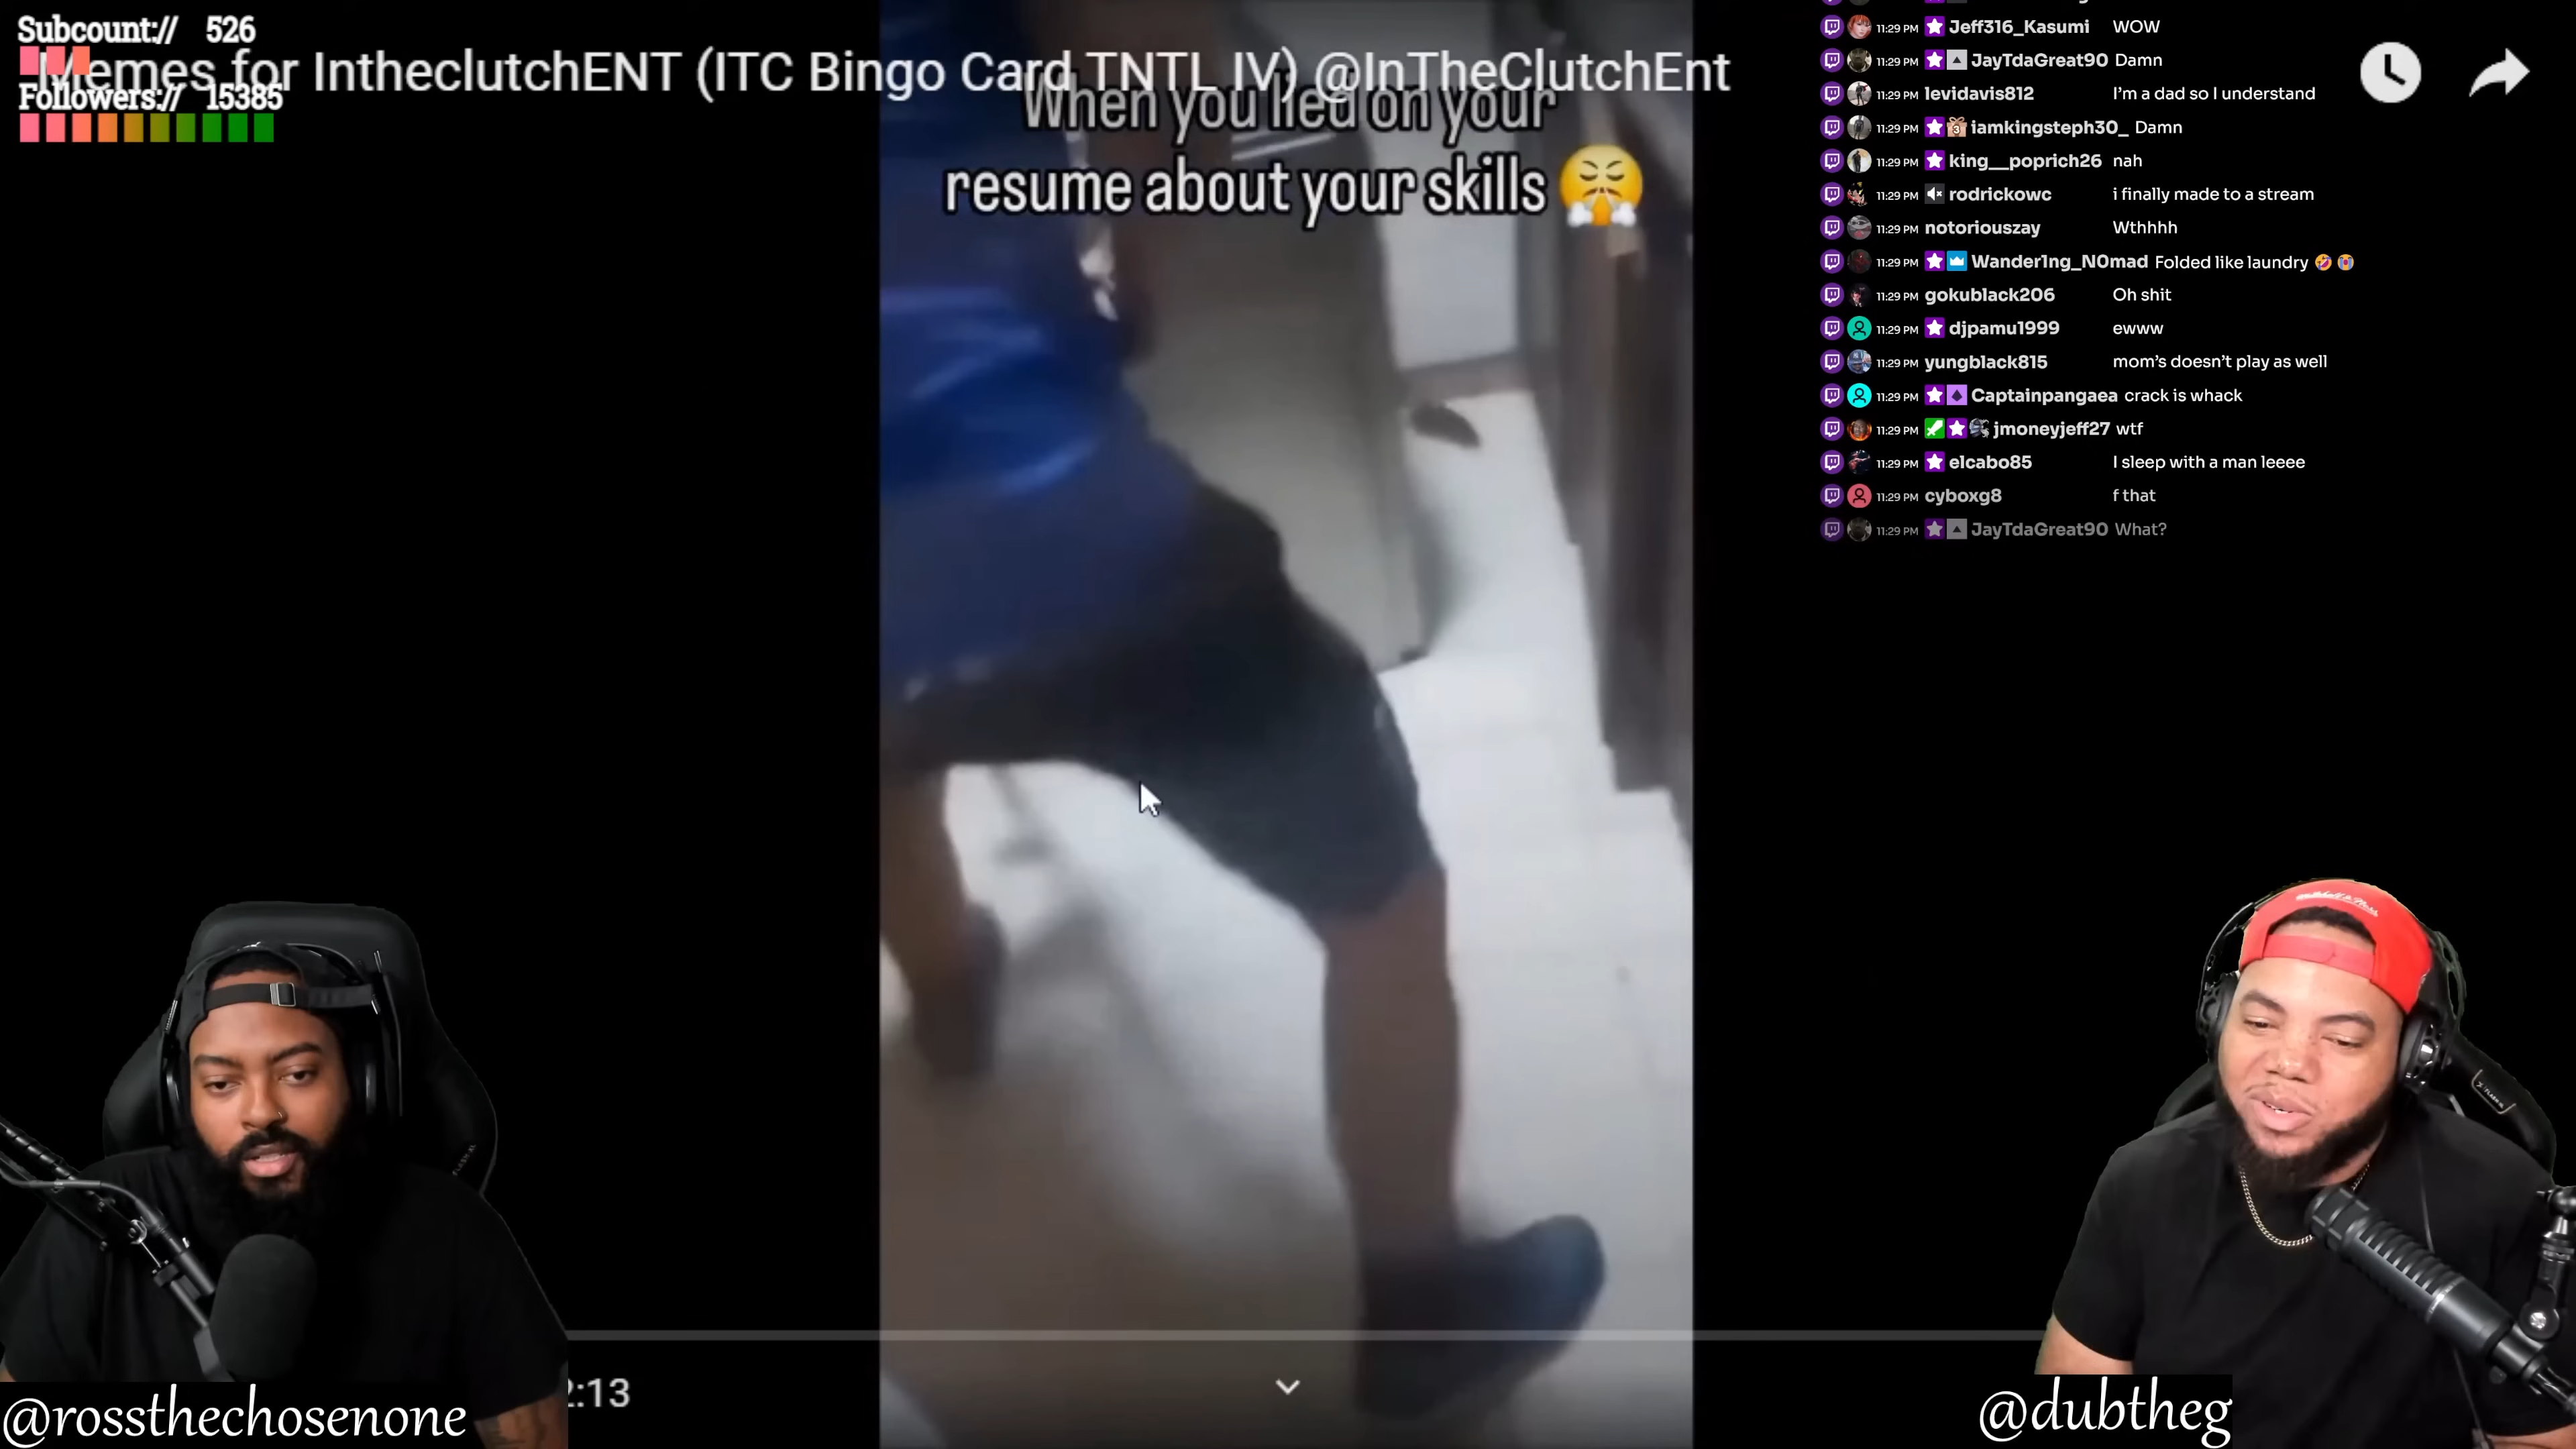 Subcount:// 526
Memes for IntheclutchENT (ITC Bingo Card TNTL IV) @InTheClutchEnt
Followers:// 15385
When you lied on your
resume about your skills
11:29 PM Jeff316_Kasumi WOW
11:29 PM JayTdaGreat90 Damn
11:29 PM levidavis812 I'm a dad so I understand
11:29 PM iamkingsteph30_ Damn
11:29 PM king__poprich26 nah
11:29 PM rodrickowc i finally made to a stream
11:29 PM notoriouszay Wthhhh
11:29 PM Wander1ng_N0mad Folded like laundry 🤣 😭
11:29 PM gokublack206 Oh shit
11:29 PM djpamu1999 ewww
11:29 PM yungblack815 mom's doesn't play as well
11:29 PM Captainpangaea crack is whack
11:29 PM jmoneyjeff27 wtf
11:29 PM elcabo85 I sleep with a man leeee
11:29 PM cyboxg8 f that
11:29 PM JayTdaGreat90 What?
2:13
@rossthechosenone
@dubtheg